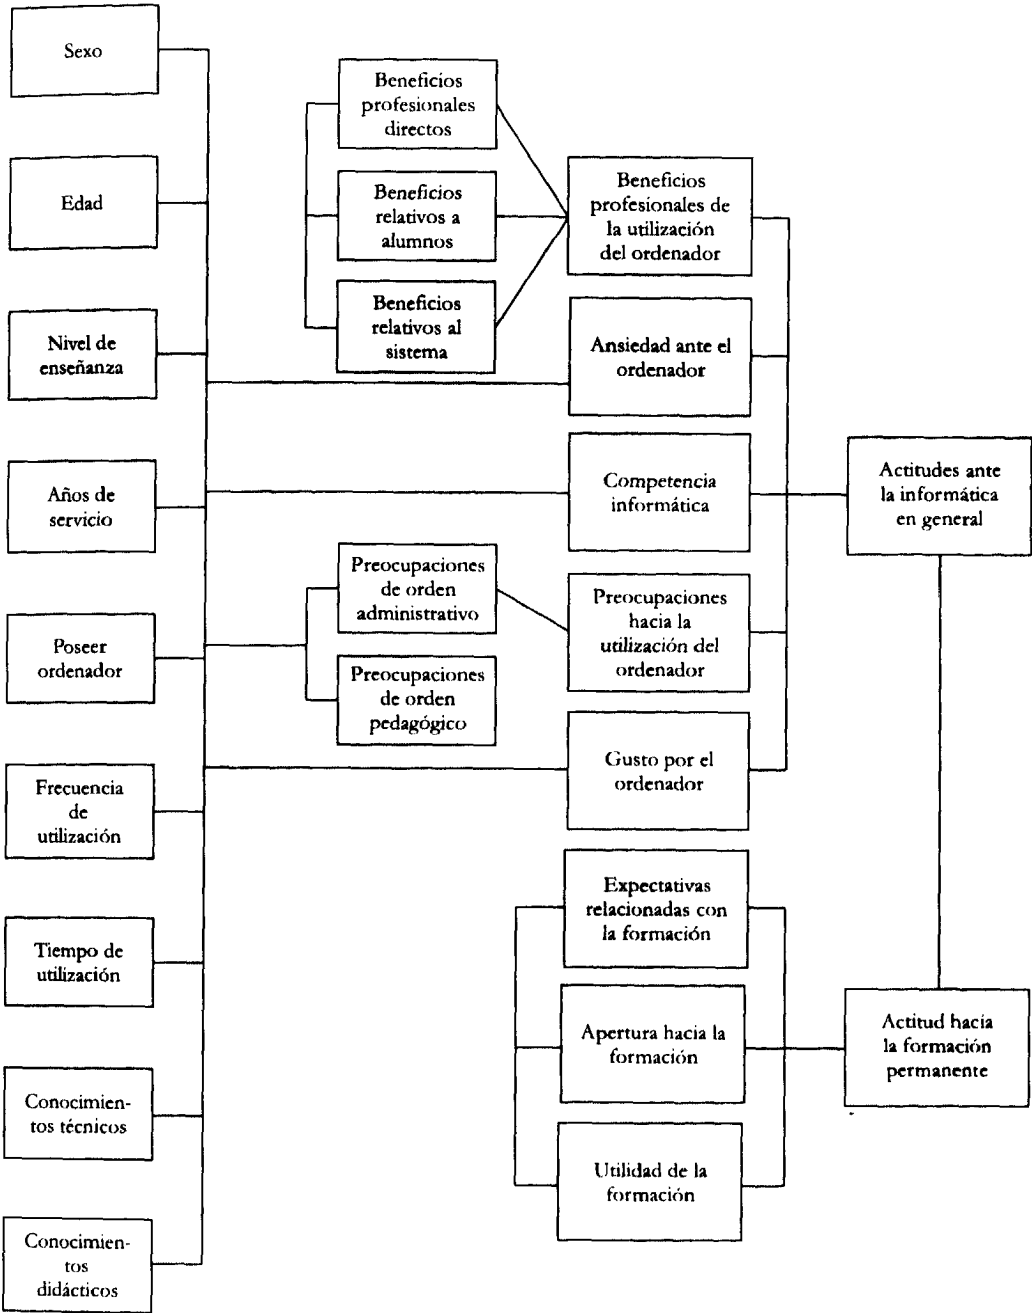 Sexo
Edad
Nivel de
enseñanza
Años de
servicio
Poseer
ordenador
Frecuencia
de
utilización
Tiempo de
utilización
Conocimien-
tos técnicos
Conocimien-
tos
didácticos
Beneficios
profesionales
directos
Beneficios
relativos a
alumnos
Beneficios
relativos al
sistema
Preocupaciones
de orden
administrativo
Preocupaciones
de orden
pedagógico
Beneficios
profesionales de
la utilización
del ordenador
Ansiedad ante el
ordenador
Competencia
informática
Preocupaciones
hacia la
utilización del
ordenador
Gusto por el
ordenador
Expectativas
relacionadas con
la formación
Apertura hacia la
formación
Utilidad de la
formación
Actitudes ante
la informática
en general
Actitud hacia
la formación
permanente